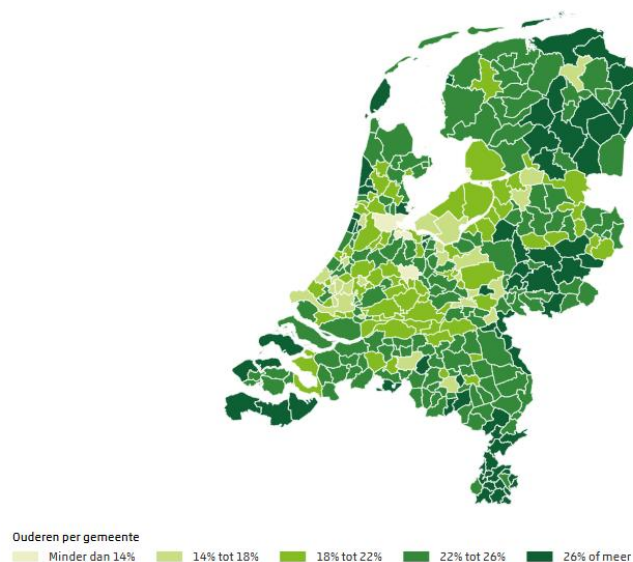 Ouderen per gemeente
Minder dan 14% 14% tot 18% 18% tot 22% 22% tot 26% 26% of meer